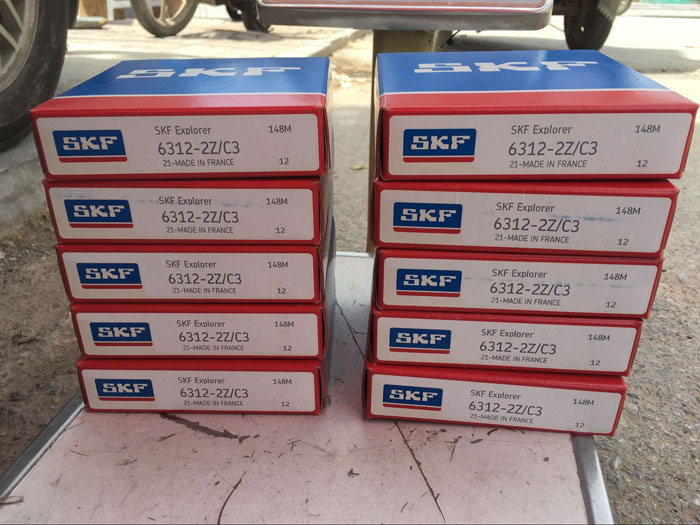 SKF
SKF
SKF
SKF Explorer
148M
6312-2Z/C3
21-MADE IN FRANCE
12
SKF
SKF Explorer
148M
6312-2Z/C3
21-MADE IN FRANCE
12
SKF
SKF Explorer
148M
6312-2Z/C3
21-MADE IN FRANCE
12
SKF
SKF Explorer
148M
6312-2Z/C3
21-MADE IN FRANCE
12
SKF
SKF Explorer
148M
6312-2Z/C3
21-MADE IN FRANCE
12
SKF
SKF Explorer
148M
6312-2Z/C3
21-MADE IN FRANCE
12
SKF
SKF Explorer
148M
6312-2Z/C3
21-MADE IN FRANCE
12
SKF
SKF Explorer
148M
6312-2Z/C3
21-MADE IN FRANCE
12
SKF
SKF Explorer
148M
6312-2Z/C3
21-MADE IN FRANCE
12
SKF
SKF Explorer
148M
6312-2Z/C3
21-MADE IN FRANCE
12